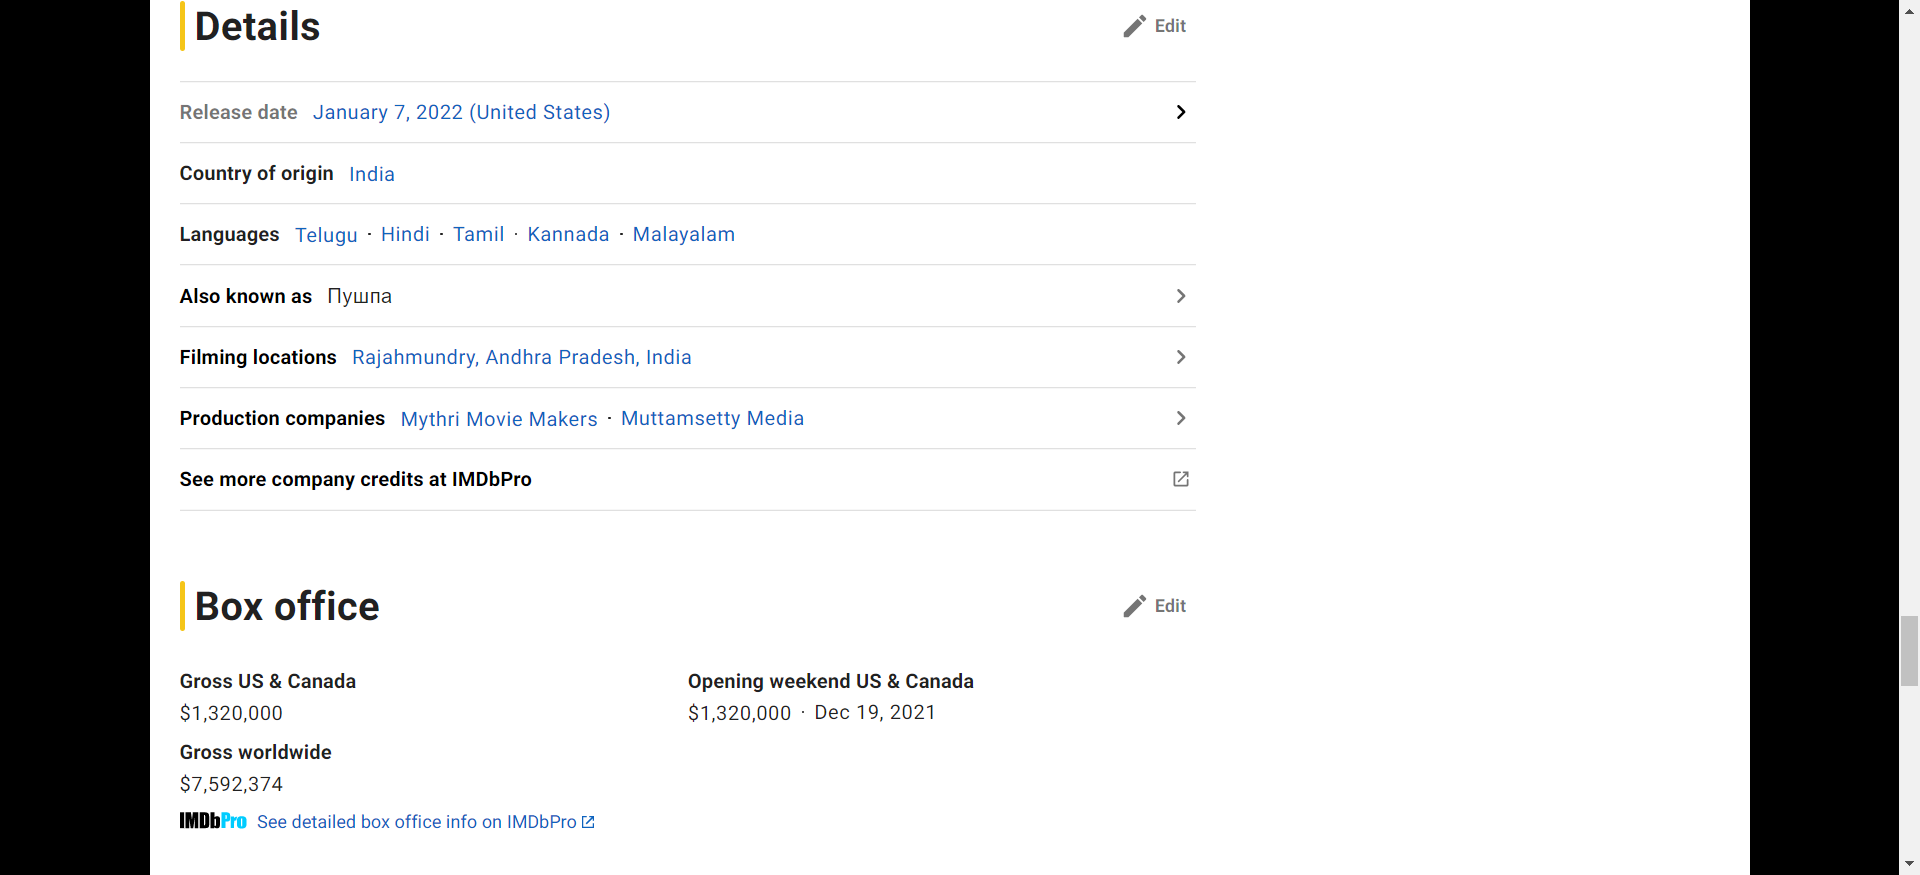 Details
Edit
Release date January 7, 2022 (United States)
Country of origin India
Languages Telugu · Hindi · Tamil · Kannada · Malayalam
Also known as Пушпа
Filming locations Rajahmundry, Andhra Pradesh, India
Production companies Mythri Movie Makers · Muttamsetty Media
See more company credits at IMDbPro
Box office
Edit
Gross US & Canada
$1,320,000
Opening weekend US & Canada
$1,320,000 · Dec 19, 2021
Gross worldwide
$7,592,374
IMDbPro See detailed box office info on IMDbPro